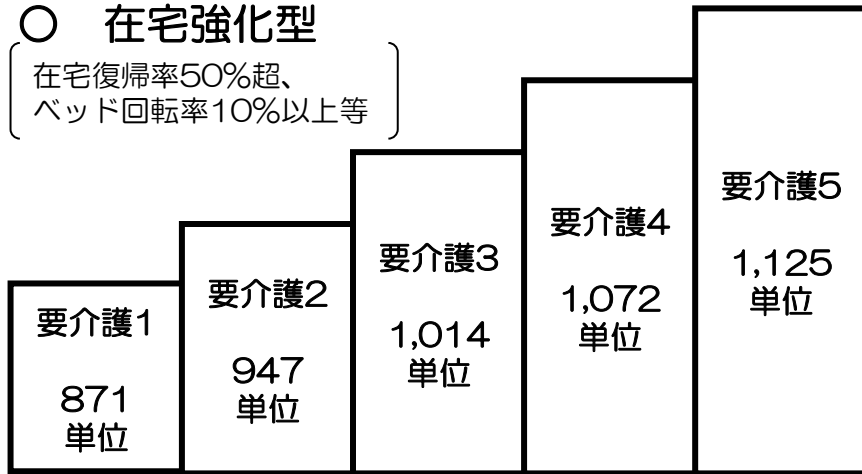 ○ 在宅強化型
在宅復帰率50%超、
ベッド回転率10%以上等
要介護1
871
単位
要介護2
947
単位
要介護3
1,014
単位
要介護4
1,072
単位
要介護5
1,125
単位